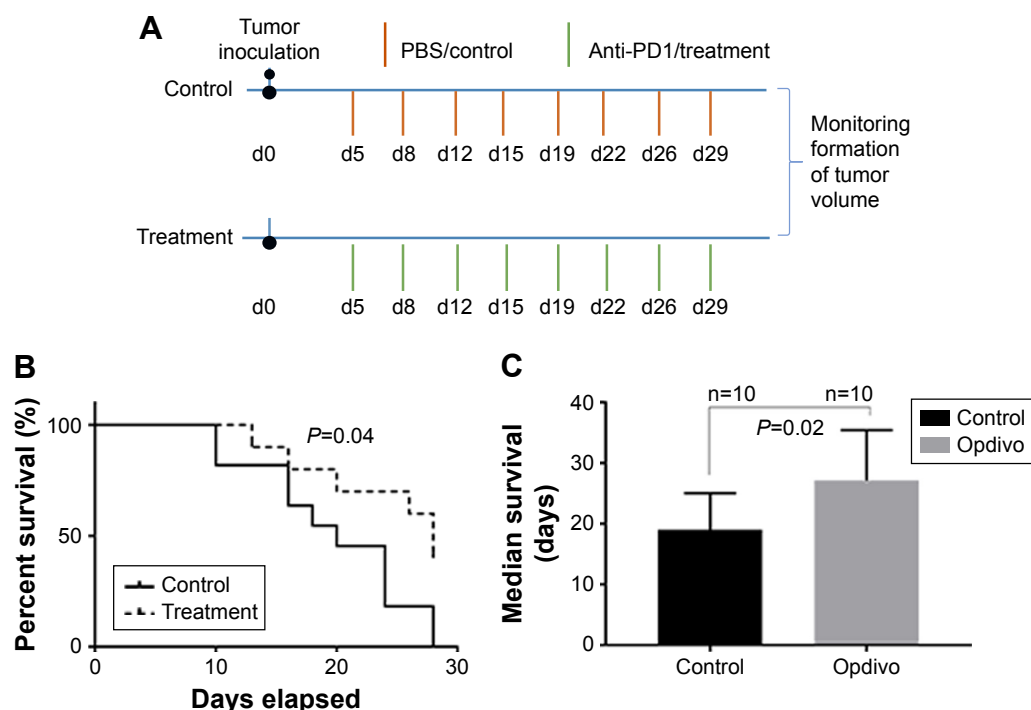 A
Tumor
inoculation
PBS/control
Anti-PD1/treatment
Control
d0 d5 d8 d12 d15 d19 d22 d26 d29
Monitoring
formation
of tumor
volume
Treatment
d0 d5 d8 d12 d15 d19 d22 d26 d29
B
Percent survival (%)
100
50
0
P=0.04
Control
Treatment
0 10 20 30
Days elapsed
C
Median survival
(days)
40
30
20
10
0
n=10 n=10
P=0.02
Control
Opdivo
Control Opdivo